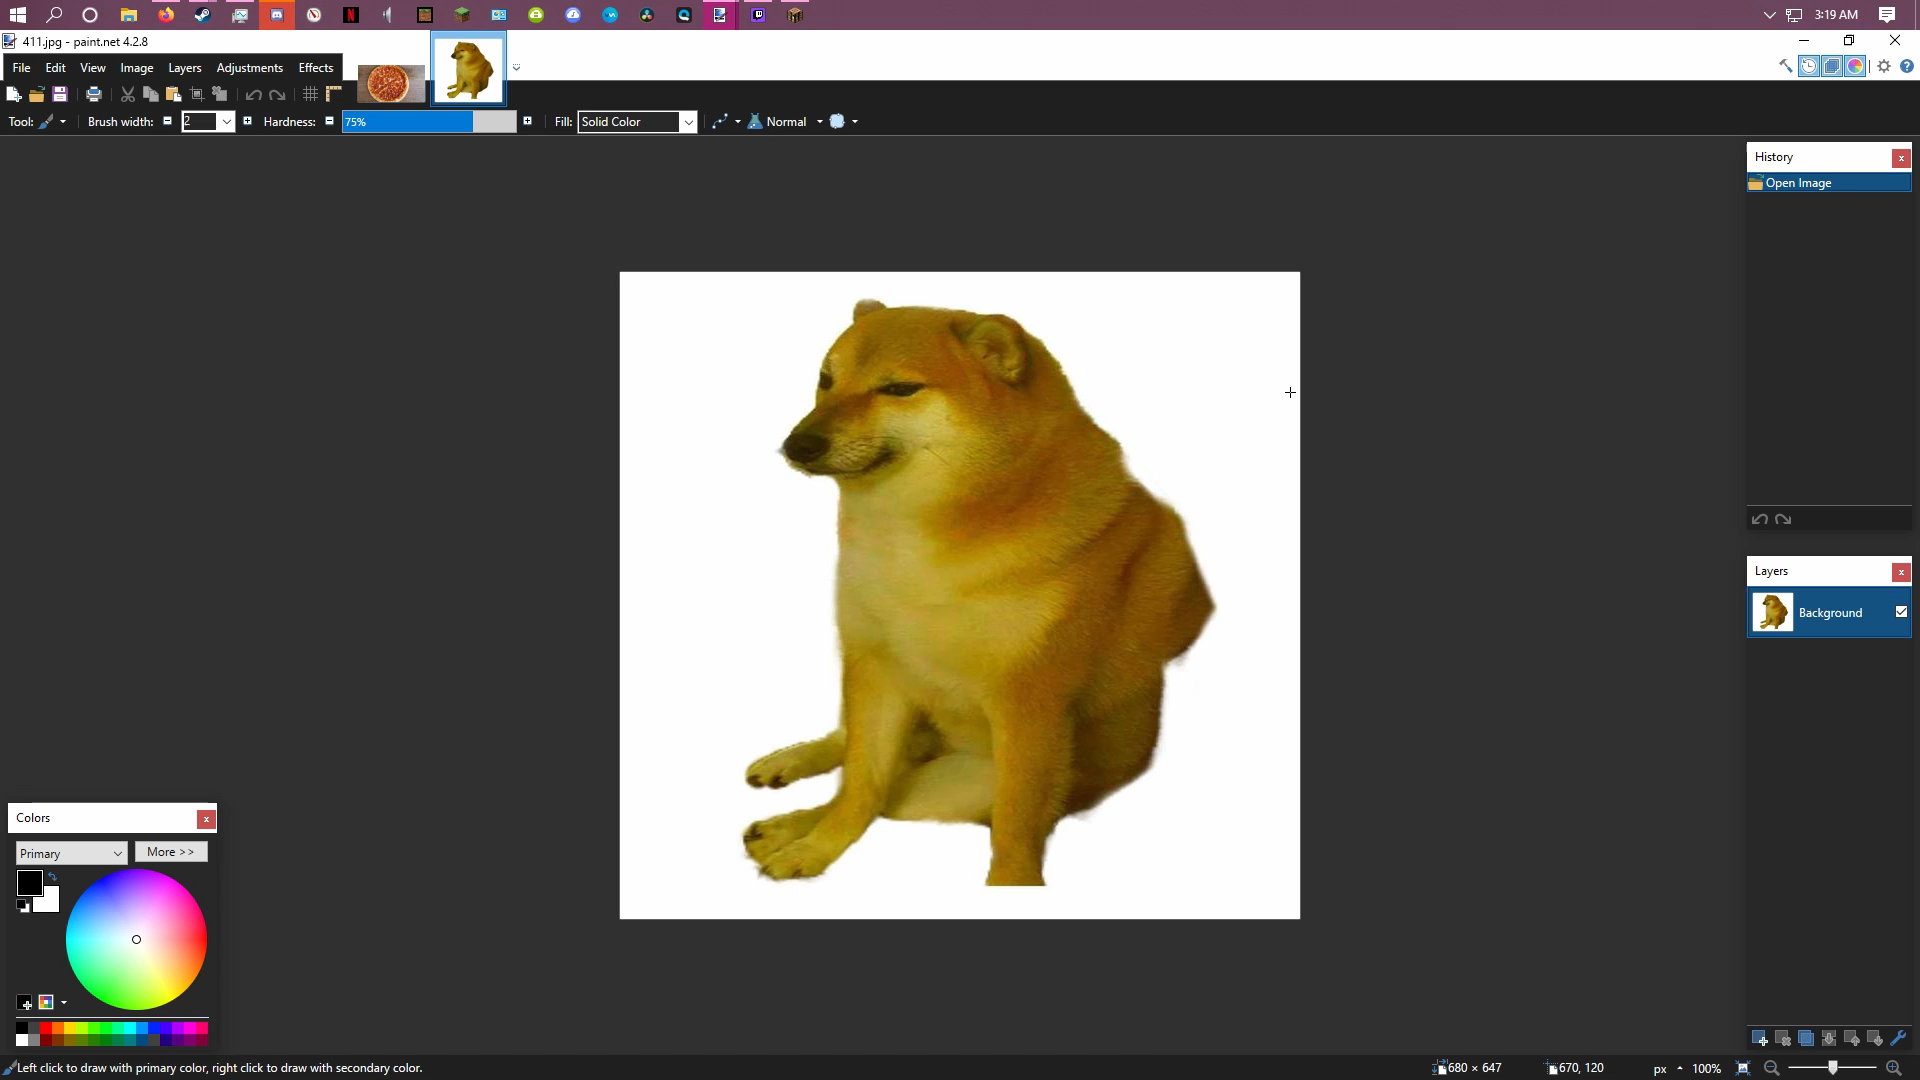 3:19 AM
411.jpg - paint.net 4.2.8
File Edit View Image Layers Adjustments Effects
Tool: Brush width: 2 Hardness: 75% Fill: Solid Color Normal
History
Open Image
Layers
Background
Colors
Primary More >>
Left click to draw with primary color, right click to draw with secondary color.
680 × 647 670, 120 px 100%